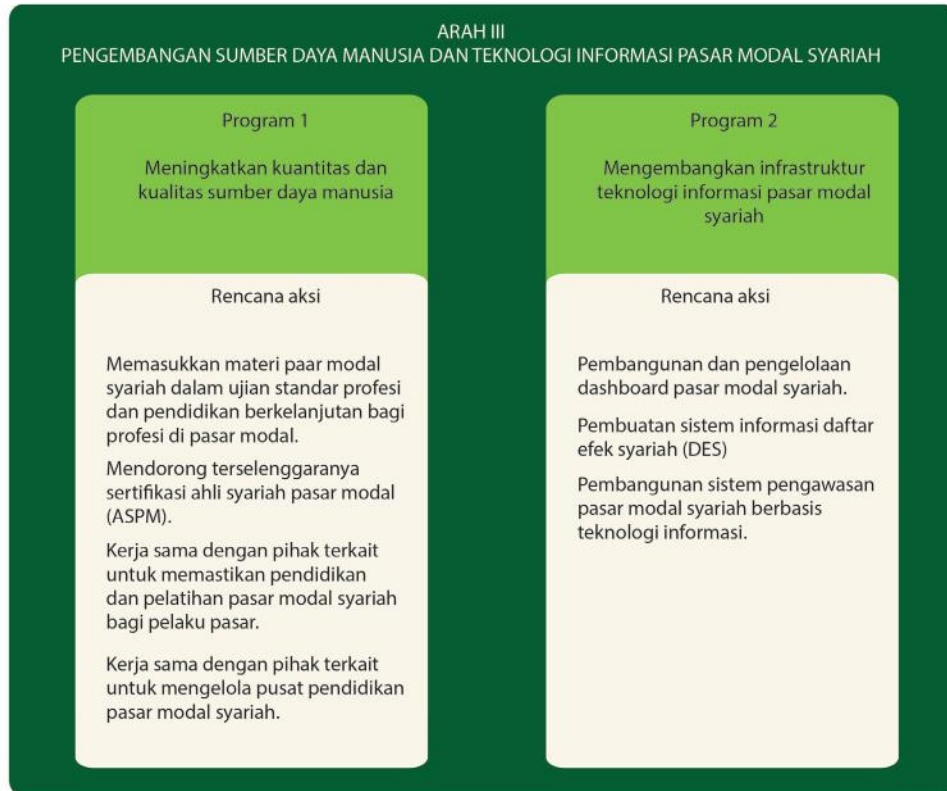 ARAH III
PENGEMBANGAN SUMBER DAYA MANUSIA DAN TEKNOLOGI INFORMASI PASAR MODAL SYARIAH
Program 1
Meningkatkan kuantitas dan
kualitas sumber daya manusia
Rencana aksi
Memasukkan materi paar modal
syariah dalam ujian standar profesi
dan pendidikan berkelanjutan bagi
profesi di pasar modal.
Mendorong terselenggaranya
sertifikasi ahli syariah pasar modal
(ASPM).
Kerja sama dengan pihak terkait
untuk memastikan pendidikan
dan pelatihan pasar modal syariah
bagi pelaku pasar.
Kerja sama dengan pihak terkait
untuk mengelola pusat pendidikan
pasar modal syariah.
Program 2
Mengembangkan infrastruktur
teknologi informasi pasar modal
syariah
Rencana aksi
Pembangunan dan pengelolaan
dashboard pasar modal syariah.
Pembuatan sistem informasi daftar
efek syariah (DES)
Pembangunan sistem pengawasan
pasar modal syariah berbasis
teknologi informasi.